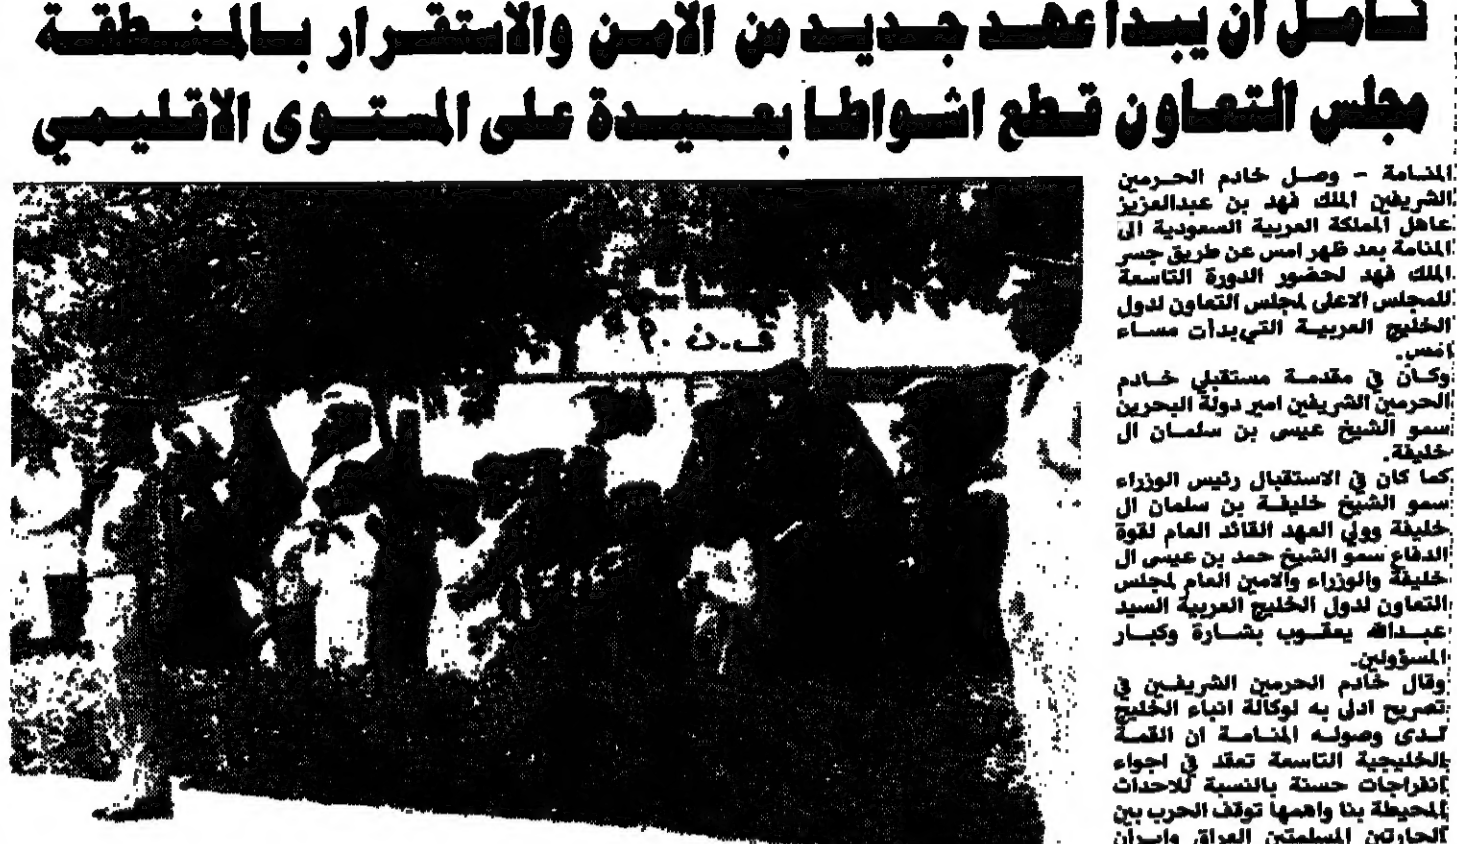 نأمل أن يبدأ عهد جديد من الأمن والاستقرار بالمنطقة
مجلس التعاون قطع اشواطا بعيدة على المستوى الاقليمي
المنامة - وصل خادم الحرمين
الشريفين الملك فهد بن عبدالعزيز
عاهل المملكة العربية السعودية الى
المنامة بعد ظهر امس عن طريق جسر
الملك فهد لحضور الدورة التاسعة
للمجلس الاعلى لمجلس التعاون لدول
الخليج العربية التي بدأت مساء
امس.
وكان في مقدمة مستقبلي خادم
الحرمين الشريفين امير دولة البحرين
سمو الشيخ عيسى بن سلمان ال
خليفة.
كما كان في الاستقبال رئيس الوزراء
سمو الشيخ خليفة بن سلمان ال
خليفة وولي العهد القائد العام لقوة
الدفاع سمو الشيخ حمد بن عيسى ال
خليفة والوزراء والامين العام لمجلس
التعاون لدول الخليج العربية السيد
عبدالله يعقوب بشارة وكبار
المسؤولين.
وقال خادم الحرمين الشريفين في
تصريح ادلى به لوكالة انباء الخليج
لدى وصوله المنامة ان القمة
الخليجية التاسعة تعقد في اجواء
انفراجات حسنة بالنسبة للاحداث
المحيطة بنا واهمها توقف الحرب بين
الجارتين المسلمتين العراق وايران